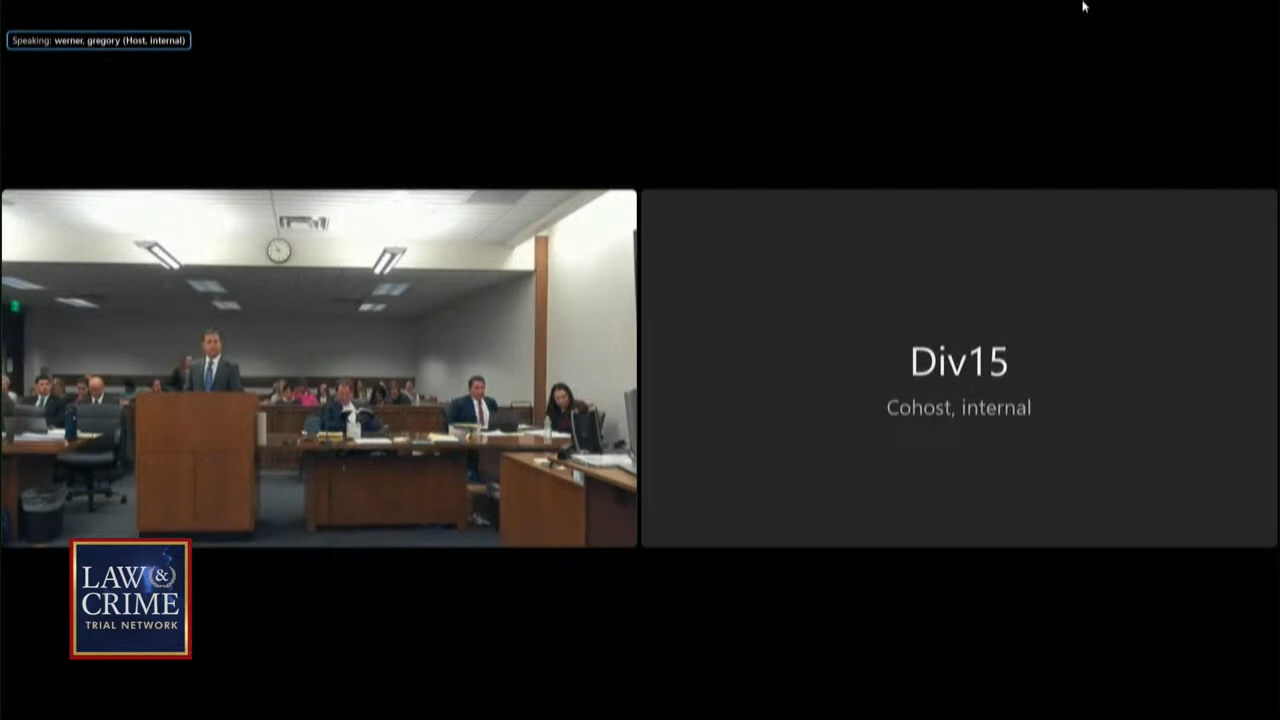 Speaking: werner, gregory (Host, internal)
Div15
Cohost, internal
LAW &
CRIME
TRIAL NETWORK